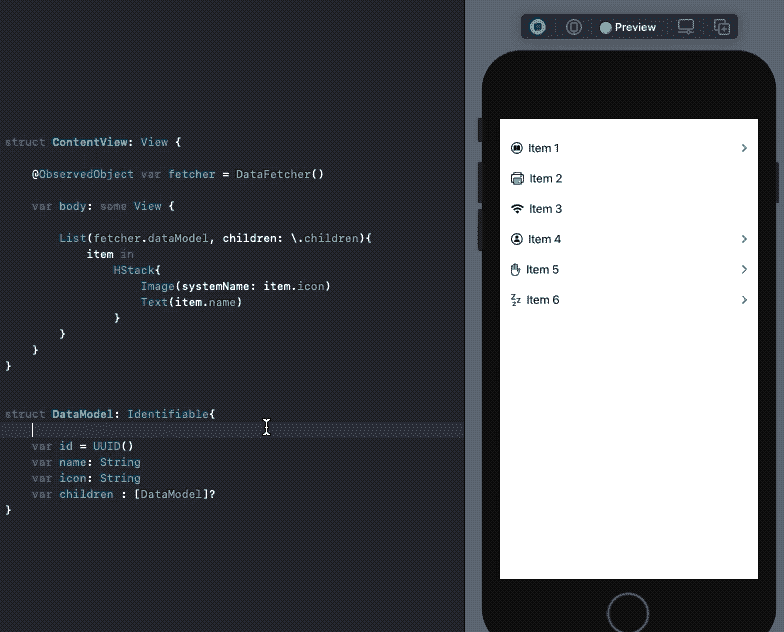 Preview
struct ContentView: View {
@ObservedObject var fetcher = DataFetcher()
var body: some View {
List(fetcher.dataModel, children: \.children){
item in
HStack{
Image(systemName: item.icon)
Text(item.name)
}
}
}
}
struct DataModel: Identifiable{
var id = UUID()
var name: String
var icon: String
var children : [DataModel]?
}
Item 1
Item 2
Item 3
Item 4
Item 5
Item 6